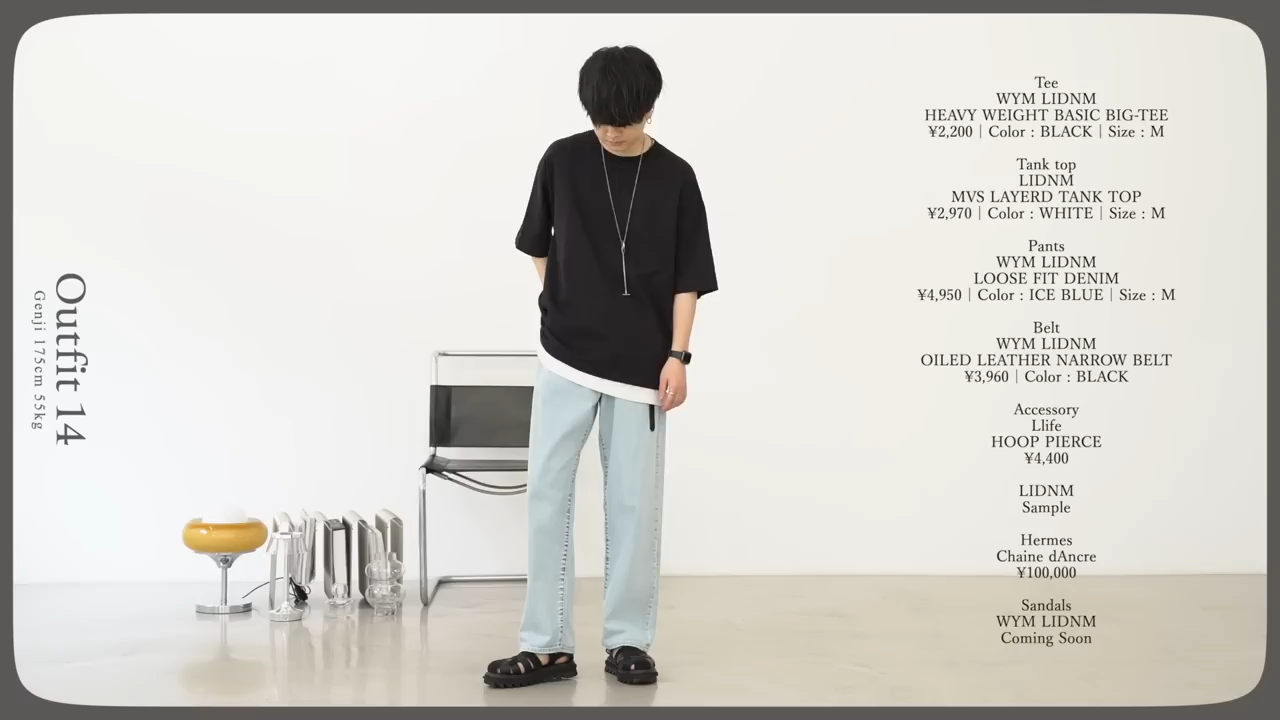 Outfit 14
Genji 175cm 55kg
Tee
WYM LIDNM
HEAVY WEIGHT BASIC BIG-TEE
¥2,200 | Color : BLACK | Size : M
Tank top
LIDNM
MVS LAYERD TANK TOP
¥2,970 | Color : WHITE | Size : M
Pants
WYM LIDNM
LOOSE FIT DENIM
¥4,950 | Color : ICE BLUE | Size : M
Belt
WYM LIDNM
OILED LEATHER NARROW BELT
¥3,960 | Color : BLACK
Accessory
Llife
HOOP PIERCE
¥4,400
LIDNM
Sample
Hermes
Chaine dAncre
¥100,000
Sandals
WYM LIDNM
Coming Soon